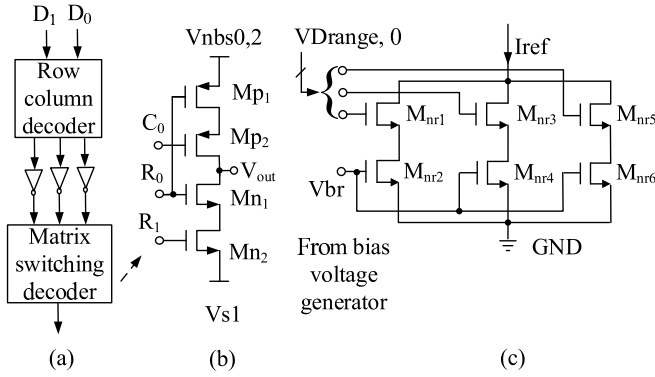 D1 D0
Row
column
decoder
Matrix
switching
decoder
(a)
Vnbs0,2
Mp1
C0
Mp2
Vout
R0
Mn1
R1
Mn2
Vs1
(b)
VDrange, 0
Iref
Mnr1
Mnr3
Mnr5
Mnr2
Mnr4
Mnr6
Vbr
From bias
voltage
generator
GND
(c)